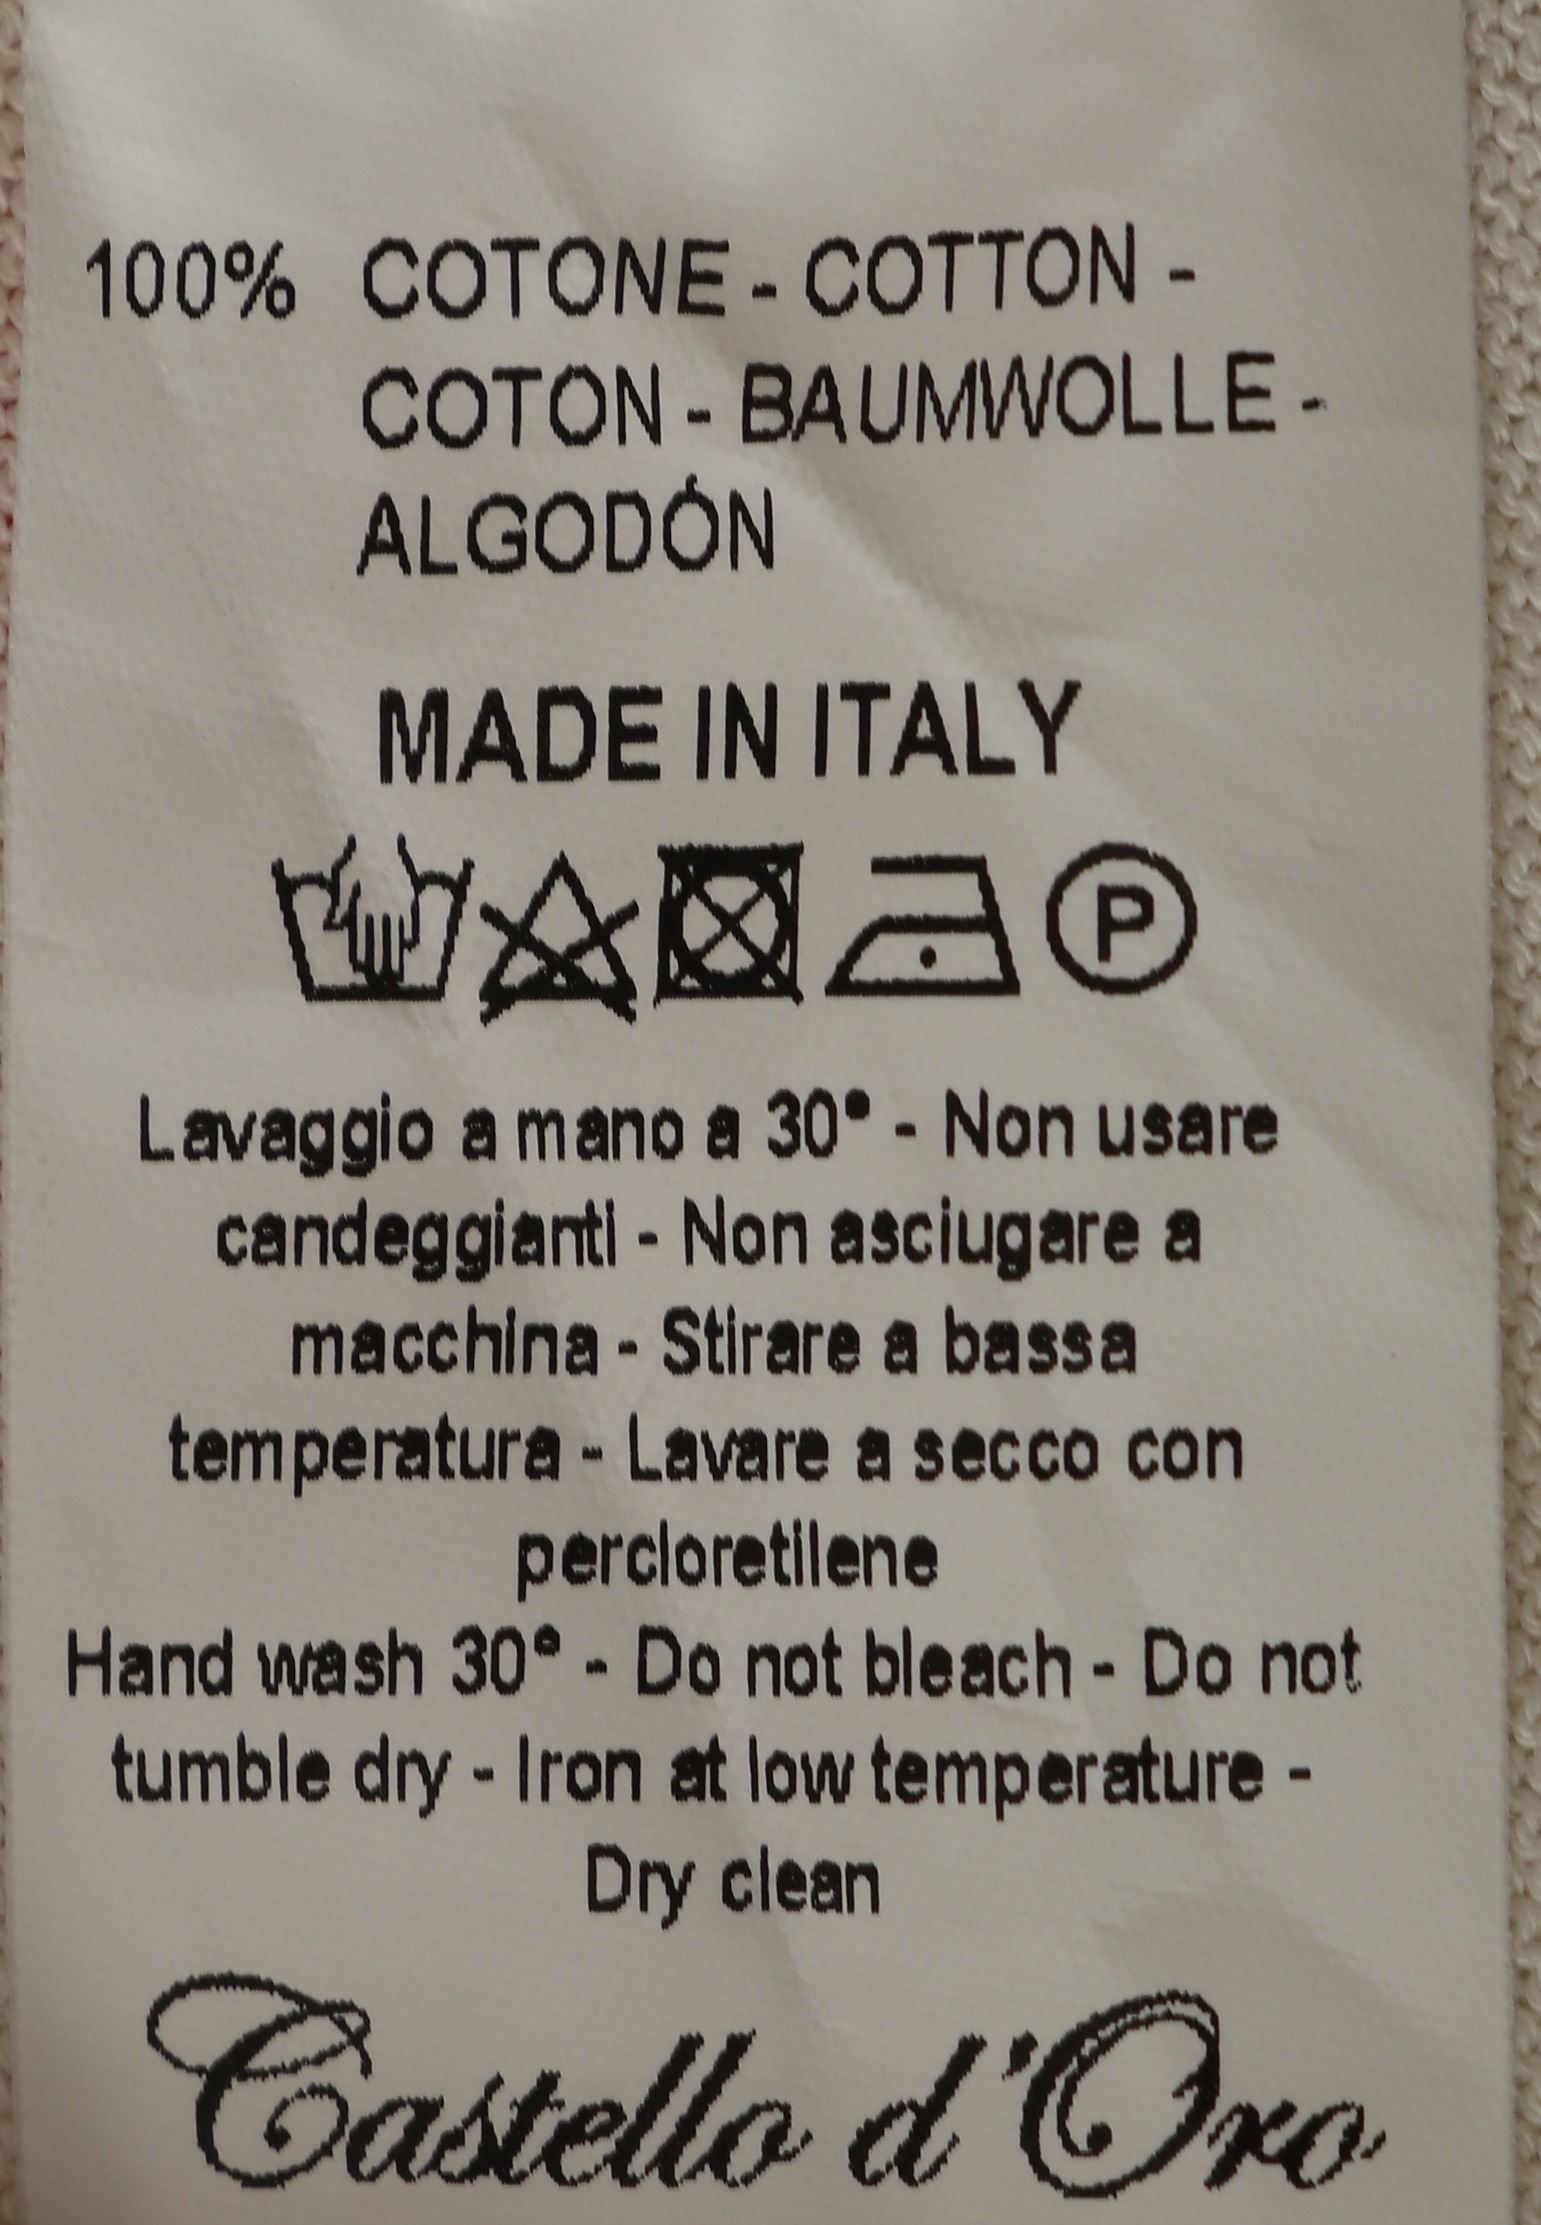 100% COTONE - COTTON -
COTON - BAUMWOLLE -
ALGODÓN
MADE IN ITALY
P
Lavaggio a mano a 30° - Non usare
candeggianti - Non asciugare a
macchina - Stirare a bassa
temperatura - Lavare a secco con
percloretilene
Hand wash 30° - Do not bleach - Do not
tumble dry - Iron at low temperature -
Dry clean
Castello d'Oro